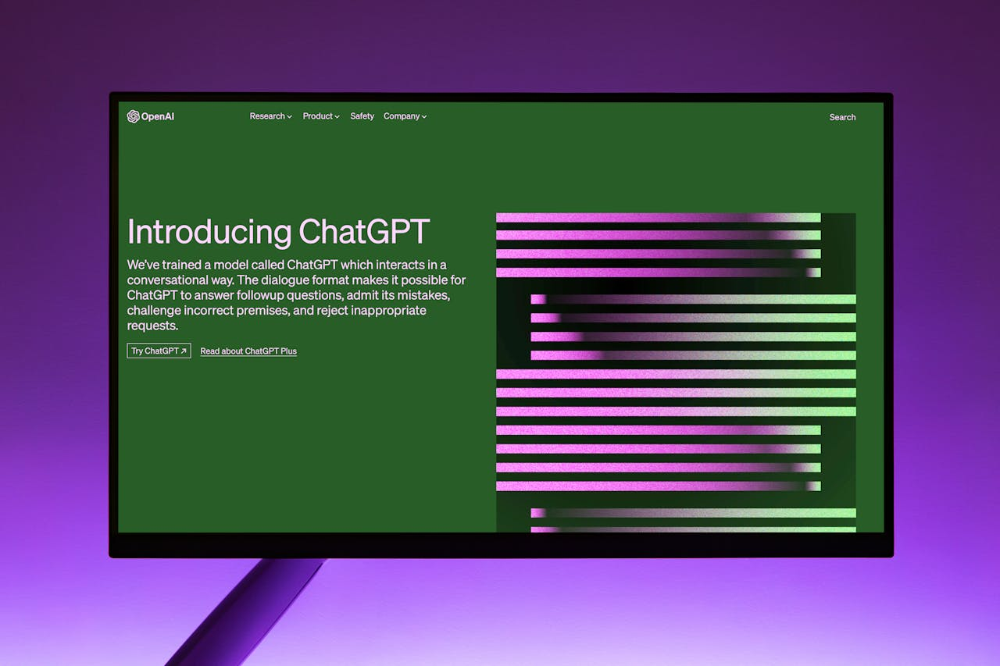 OpenAI
Research
Product
Safety
Company
Search
Introducing ChatGPT
We've trained a model called ChatGPT which interacts in a
conversational way. The dialogue format makes it possible for
ChatGPT to answer followup questions, admit its mistakes,
challenge incorrect premises, and reject inappropriate
requests.
Try ChatGPT ↗
Read about ChatGPT Plus